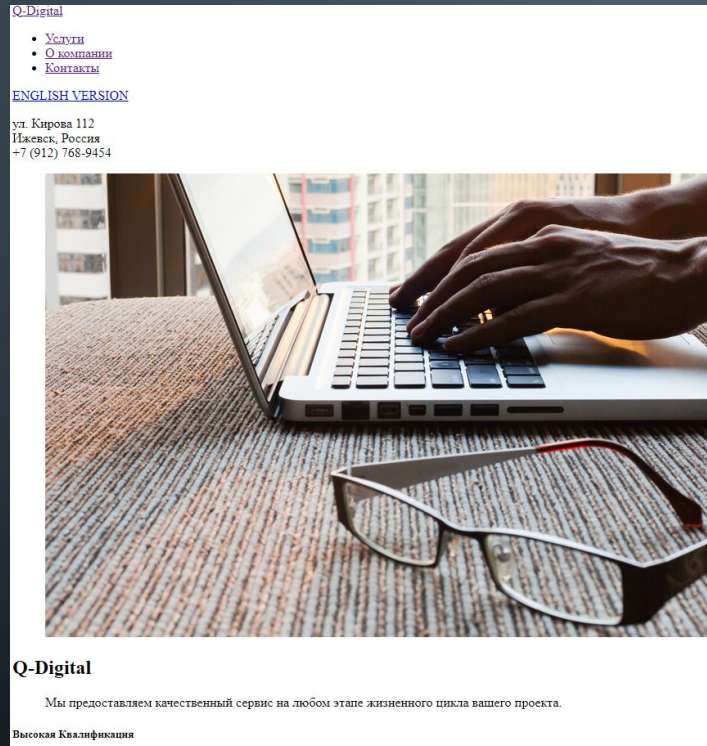 Q-Digital
Услуги
О компании
Контакты
ENGLISH VERSION
ул. Кирова 112
Ижевск, Россия
+7 (912) 768-9454
Q-Digital
Мы предоставляем качественный сервис на любом этапе жизненного цикла вашего проекта.
Высокая Квалификация